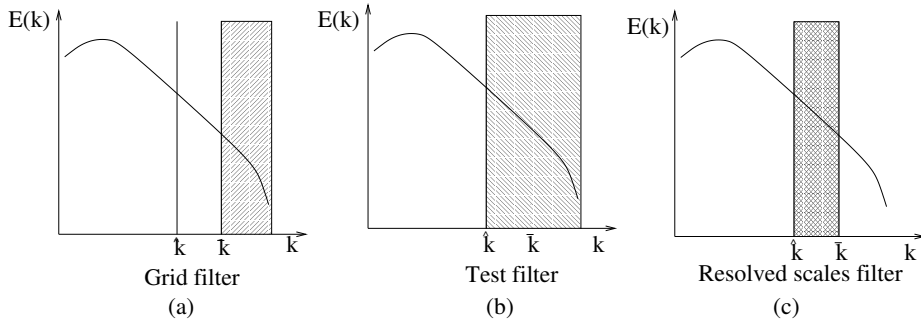 E(k)
k̂
k̄
k
Grid filter
(a)
E(k)
k̂
k̄
k
Test filter
(b)
E(k)
k̂
k̄
k
Resolved scales filter
(c)